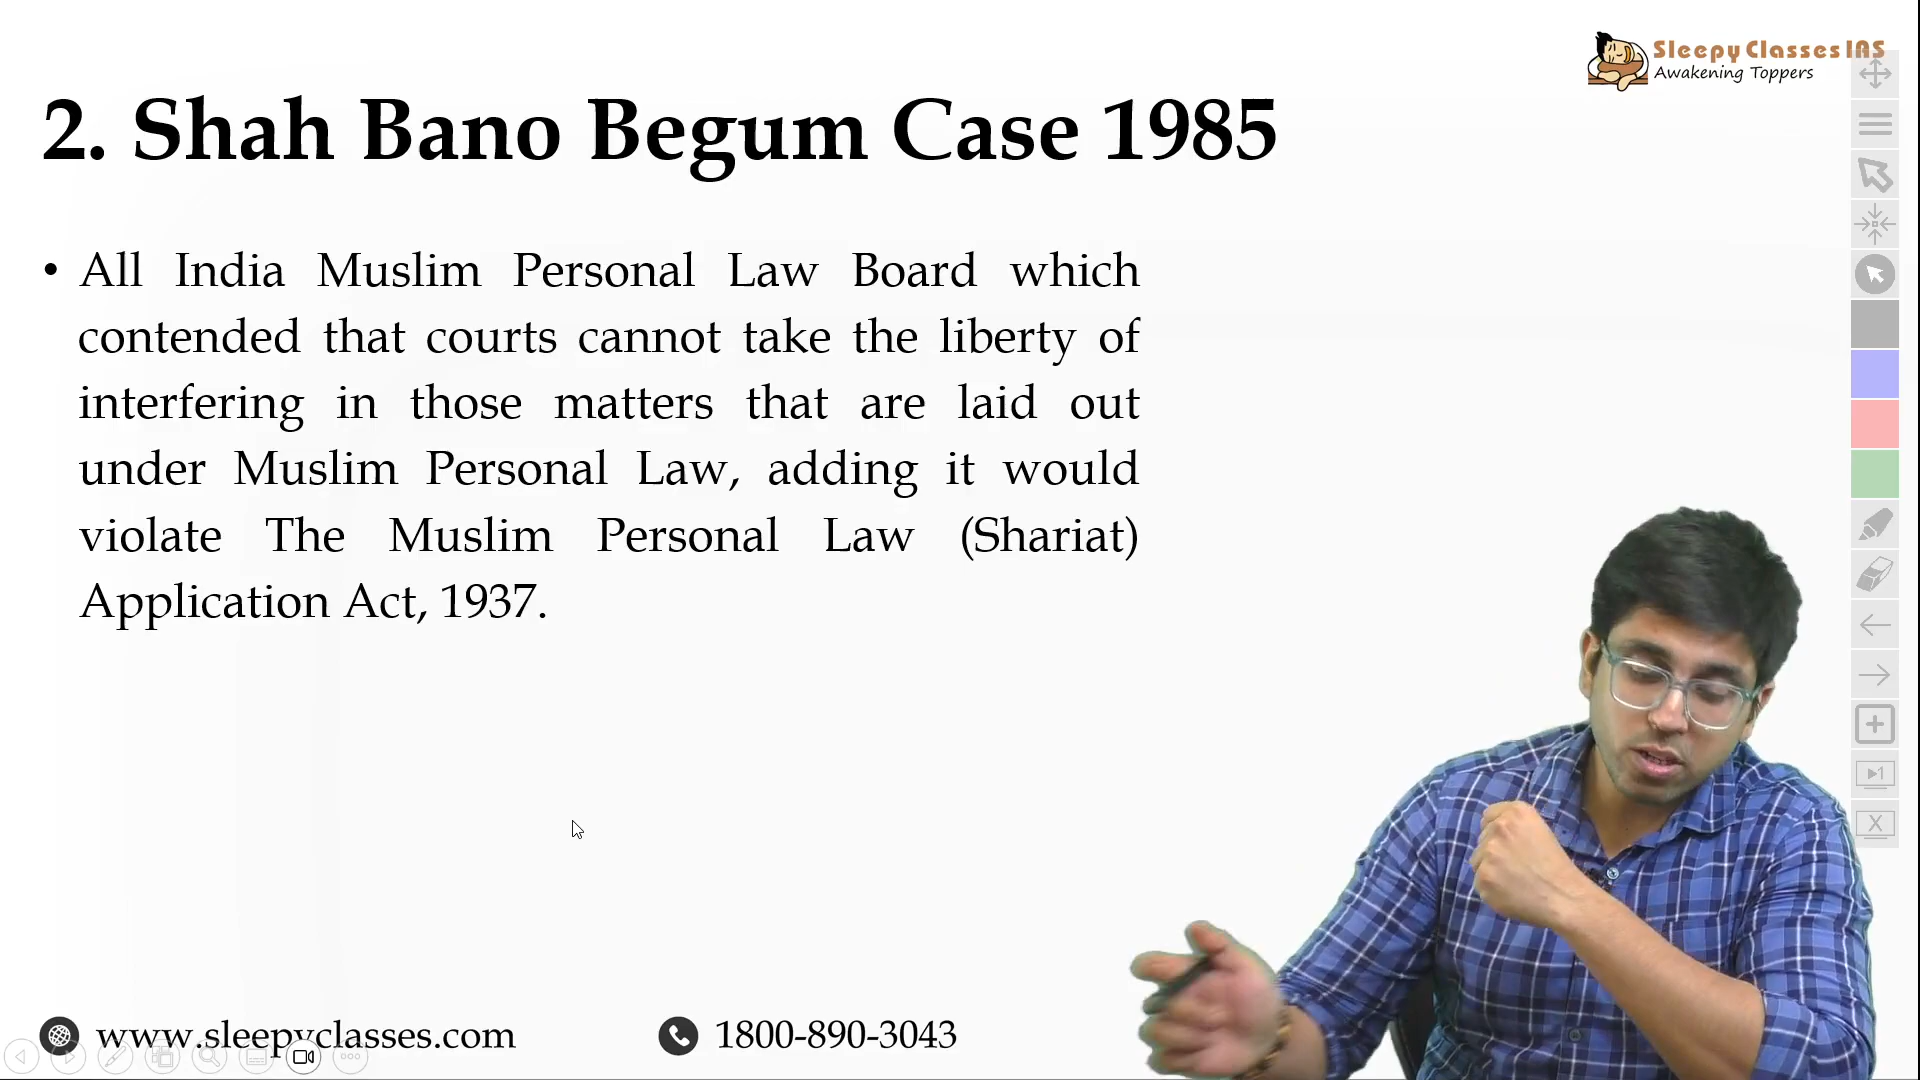 Sleepy Classes IAS
Awakening Toppers
2. Shah Bano Begum Case 1985
• All India Muslim Personal Law Board which
contended that courts cannot take the liberty of
interfering in those matters that are laid out
under Muslim Personal Law, adding it would
violate The Muslim Personal Law (Shariat)
Application Act, 1937.
www.sleepyclasses.com
1800-890-3043